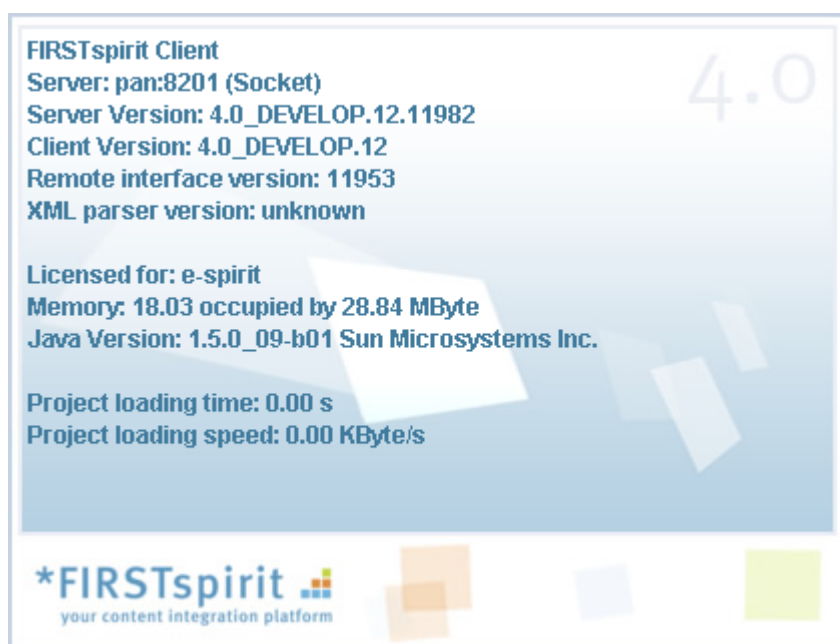 FIRSTspirit Client
4.0
Server: pan:8201 (Socket)
Server Version: 4.0_DEVELOP.12.11982
Client Version: 4.0_DEVELOP.12
Remote interface version: 11953
XML parser version: unknown
Licensed for: e-spirit
Memory: 18.03 occupied by 28.84 MByte
Java Version: 1.5.0_09-b01 Sun Microsystems Inc.
Project loading time: 0.00 s
Project loading speed: 0.00 KByte/s
*FIRSTspirit
your content integration platform